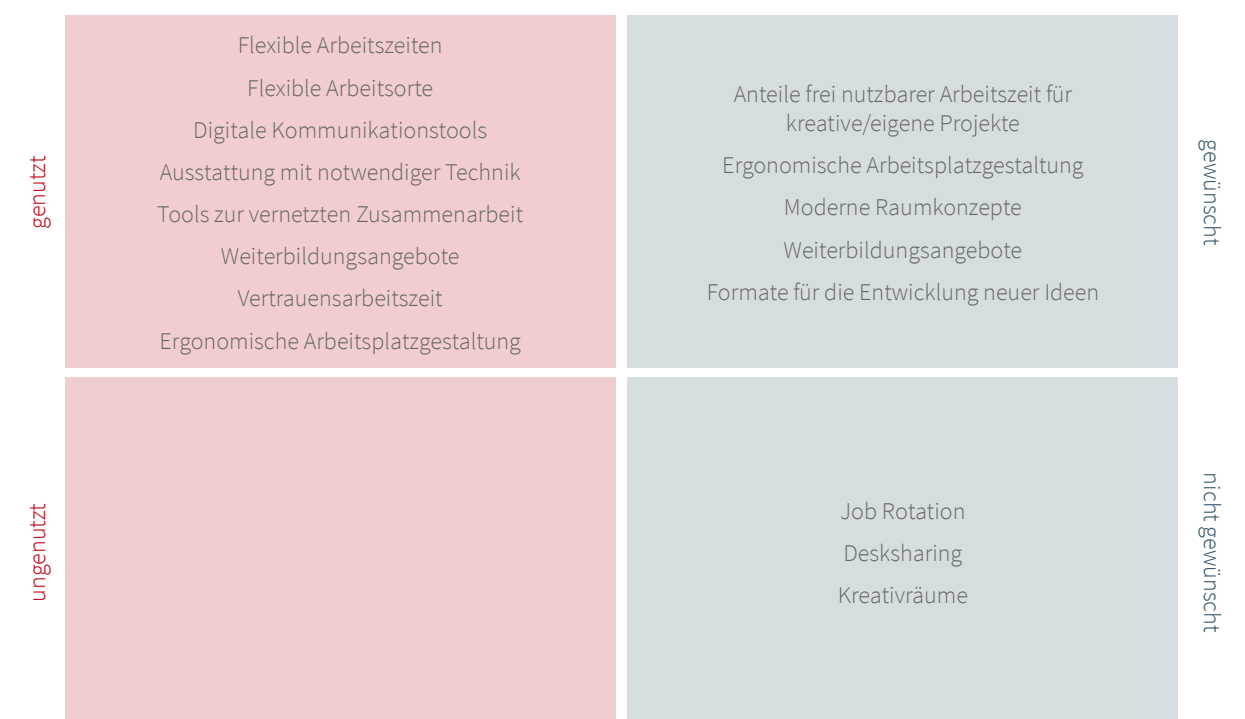 genutzt
Flexible Arbeitszeiten
Flexible Arbeitsorte
Digitale Kommunikationstools
Ausstattung mit notwendiger Technik
Tools zur vernetzten Zusammenarbeit
Weiterbildungsangebote
Vertrauensarbeitszeit
Ergonomische Arbeitsplatzgestaltung
Anteile frei nutzbarer Arbeitszeit für
kreative/eigene Projekte
Ergonomische Arbeitsplatzgestaltung
Moderne Raumkonzepte
Weiterbildungsangebote
Formate für die Entwicklung neuer Ideen
gewünscht
ungenutzt
Job Rotation
Desksharing
Kreativräume
nicht gewünscht